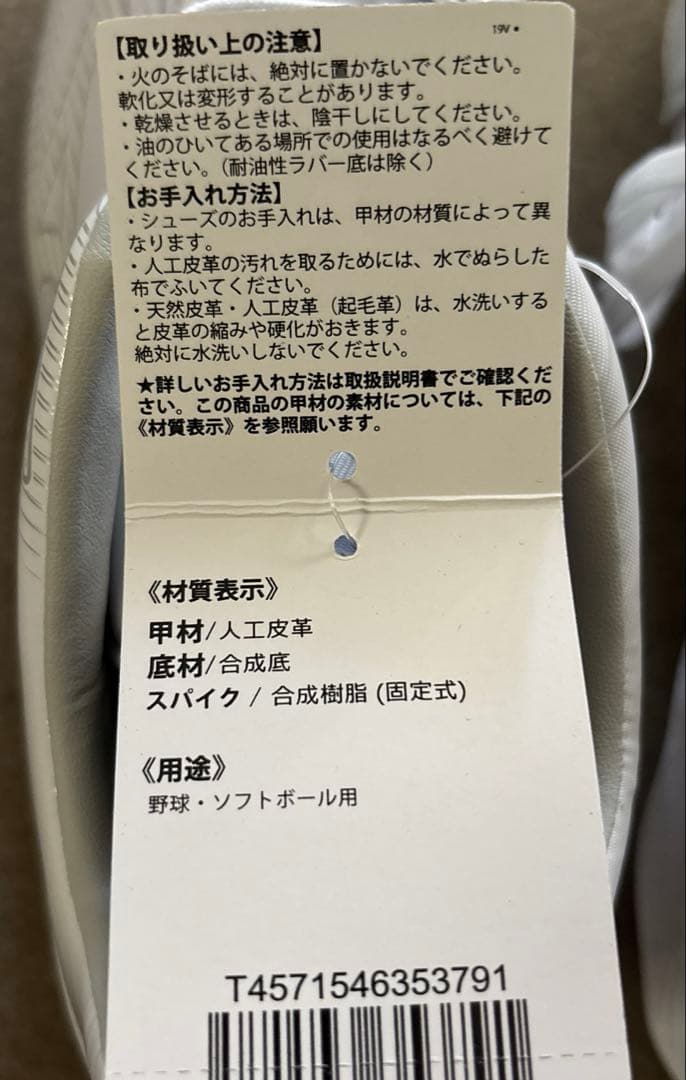 19V •
【取り扱い上の注意】
・火のそばには、絶対に置かないでください。
軟化又は変形することがあります。
・乾燥させるときは、陰干しにしてください。
・油のひいてある場所での使用はなるべく避けて
ください。（耐油性ラバー底は除く）
【お手入れ方法】
・シューズのお手入れは、甲材の材質によって異
なります。
・人工皮革の汚れを取るためには、水でぬらした
布でふいてください。
・天然皮革・人工皮革（起毛革）は、水洗いする
と皮革の縮みや硬化がおきます。
絶対に水洗いしないでください。
★詳しいお手入れ方法は取扱説明書でご確認くだ
さい。この商品の甲材の素材については、下記の
《材質表示》を参照願います。
《材質表示》
甲材/人工皮革
底材/合成底
スパイク / 合成樹脂 (固定式)
《用途》
野球・ソフトボール用
T4571546353791